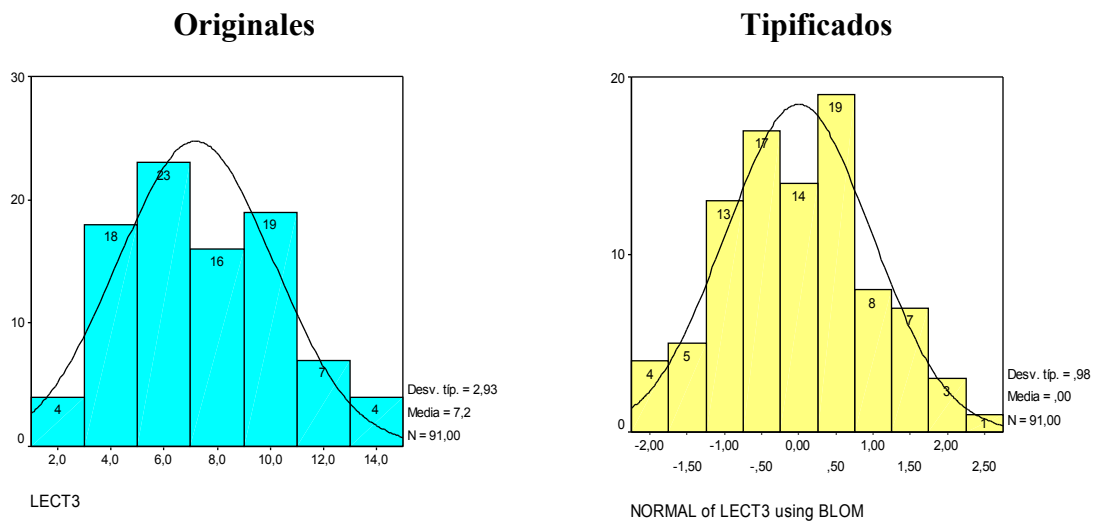 Originales
30
20
10
0
4
18
23
16
19
7
4
2,0 4,0 6,0 8,0 10,0 12,0 14,0
Desv. típ. = 2,93
Media = 7,2
N = 91,00
LECT3
Tipificados
20
10
0
4
5
13
17
14
19
8
7
3
1
-2,00 -1,00 0,00 1,00 2,00
-1,50 -,50 ,50 1,50 2,50
Desv. típ. = ,98
Media = ,00
N = 91,00
NORMAL of LECT3 using BLOM